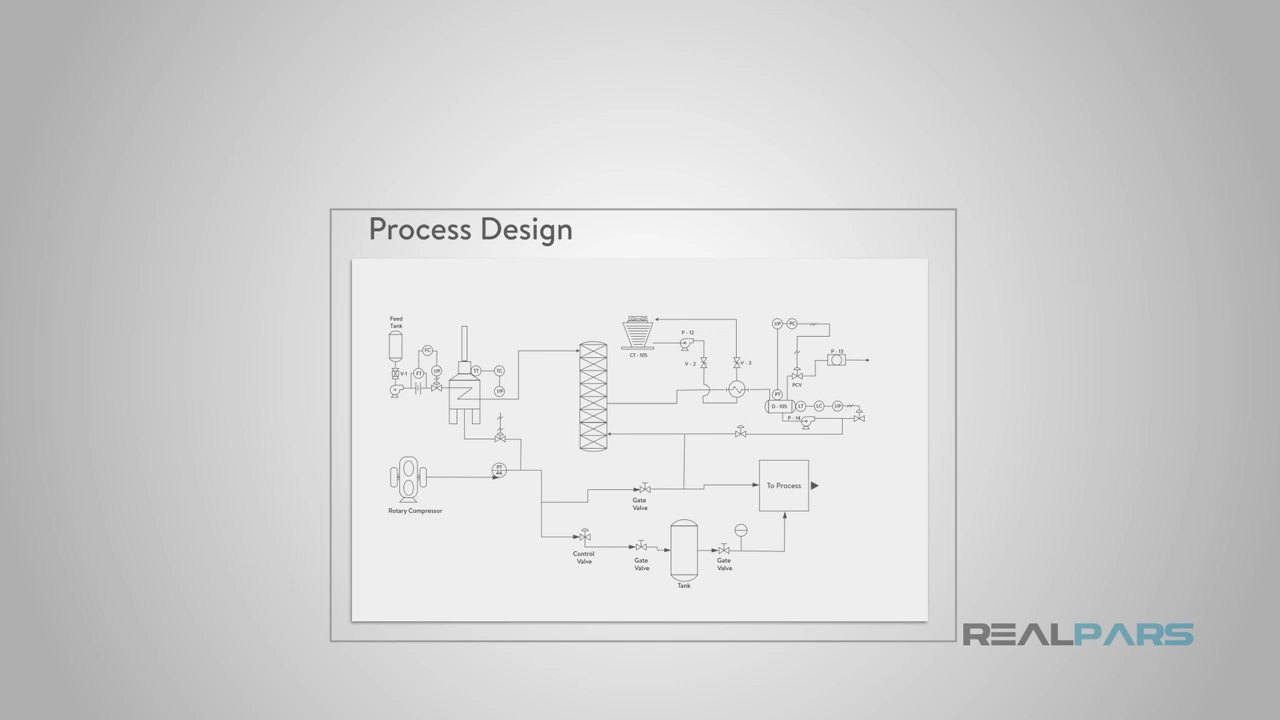 Process Design
Feed
Tank
V-1
FC
FT
I/P
TT
TC
I/P
CT - 105
P - 12
V - 2
V - 3
I/P
PC
P - 13
PCV
PT
D - 105
LT
LC
I/P
P - 14
PT
44
Rotary Compressor
Gate
Valve
To Process
Control
Valve
Gate
Valve
Tank
Gate
Valve
REALPARS